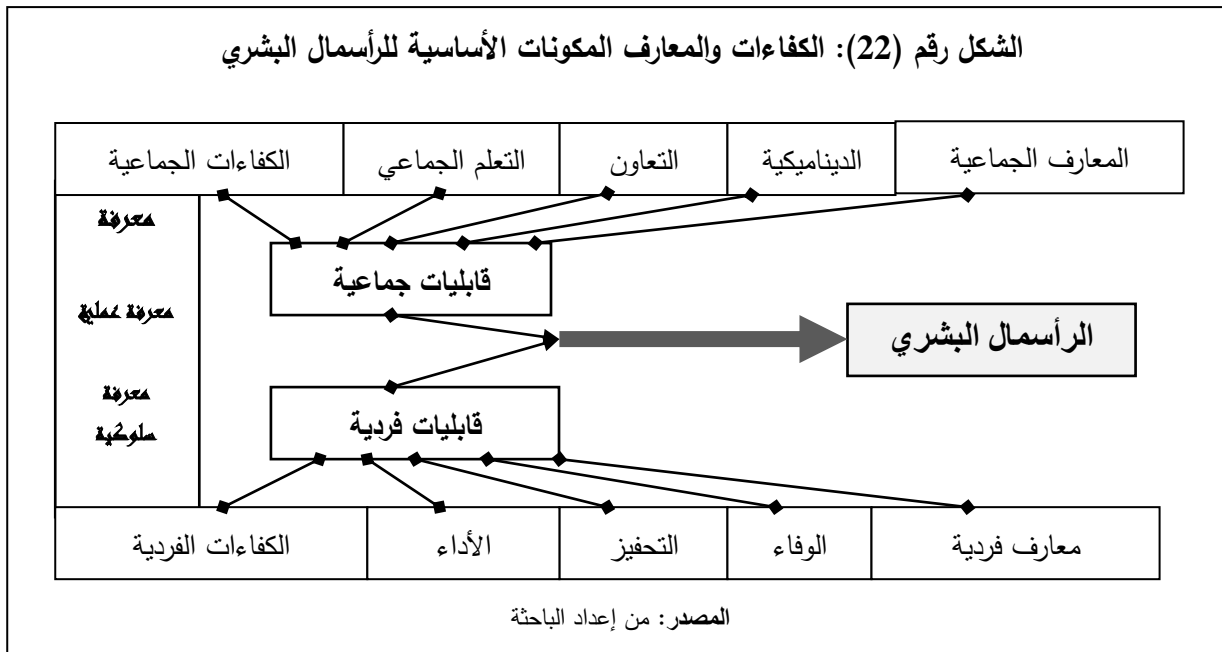 الشكل رقم (22): الكفاءات والمعارف المكونات الأساسية للرأسمال البشري
المعارف الجماعية
الديناميكية
التعاون
التعلم الجماعي
الكفاءات الجماعية
معرفة
قابليات جماعية
معرفة عملية
الرأسمال البشري
معرفة
سلوكية
قابليات فردية
معارف فردية
الوفاء
التحفيز
الأداء
الكفاءات الفردية
المصدر: من إعداد الباحثة